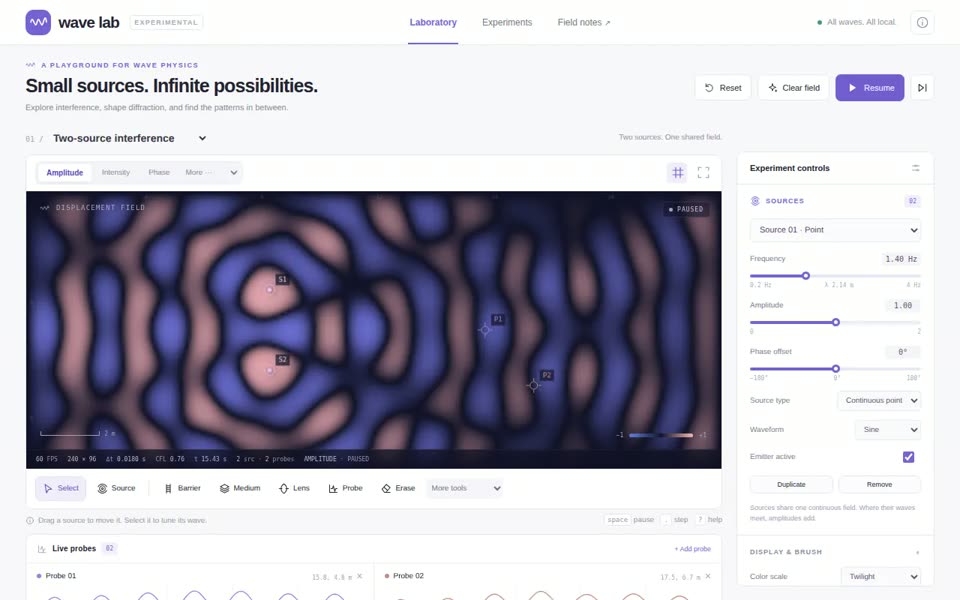 wave lab
EXPERIMENTAL
Laboratory
Experiments
Field notes ↗
All waves. All local.
A PLAYGROUND FOR WAVE PHYSICS
Small sources. Infinite possibilities.
Explore interference, shape diffraction, and find the patterns in between.
Reset
Clear field
Resume
01 / Two-source interference
Two sources. One shared field.
Amplitude
Intensity
Phase
More ···
DISPLACEMENT FIELD
PAUSED
S1
S2
P1
P2
2 m
−1
+1
60 FPS 240 × 96 Δt 0.0180 s CFL 0.76 t 15.43 s 2 src · 2 probes AMPLITUDE · PAUSED
Select
Source
Barrier
Medium
Lens
Probe
Erase
More tools
Drag a source to move it. Select it to tune its wave.
space pause . step ? help
Live probes 02
+ Add probe
Probe 01
Probe 02
Experiment controls
SOURCES
02
Source 01 · Point
Frequency
1.40 Hz
0.2 Hz
λ 2.14 m
4 Hz
Amplitude
1.00
0
2
Phase offset
0°
−180°
0°
180°
Source type
Continuous point
Waveform
Sine
Emitter active
Duplicate
Remove
Sources share one continuous field. Where their waves
meet, amplitudes add.
DISPLAY & BRUSH
Color scale
Twilight